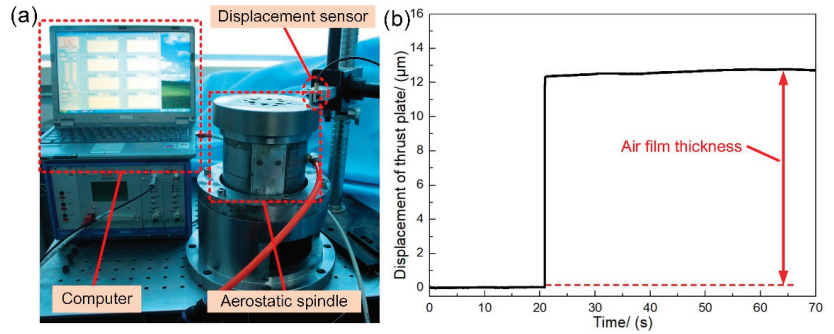 (a)
Displacement sensor
DELL
Computer
Aerostatic spindle
(b)
Displacement of thrust plate/ (μm)
16
14
12
10
8
6
4
2
0
Air film thickness
0 10 20 30 40 50 60 70
Time/ (s)